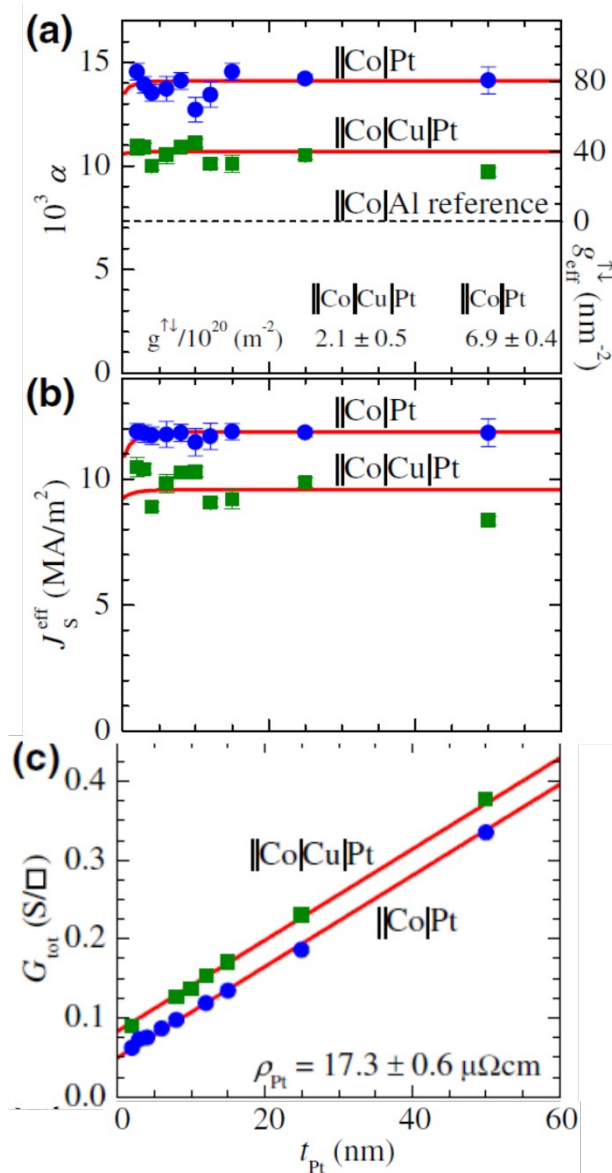 (a)
15
10
5
0
10³ α
||Co|Pt
||Co|Cu|Pt
||Co|Al reference
||Co|Cu|Pt ||Co|Pt
g↑↓/10²⁰ (m⁻²) 2.1 ± 0.5 6.9 ± 0.4
80
40
0
g↑↓eff (nm⁻²)
(b)
10
5
0
J_S^eff (MA/m²)
||Co|Pt
||Co|Cu|Pt
(c)
0.4
0.3
0.2
0.1
0.0
G_tot (S/□)
||Co|Cu|Pt
||Co|Pt
ρ_Pt = 17.3 ± 0.6 μΩcm
0 20 40 60
t_Pt (nm)